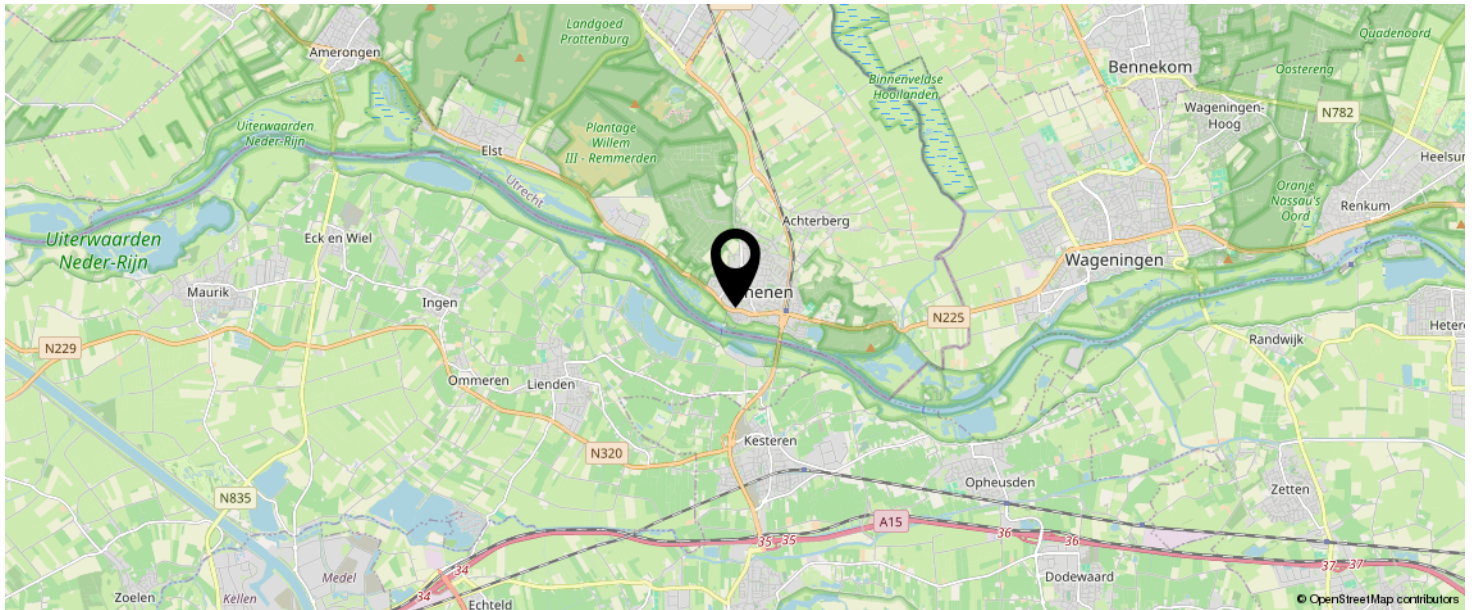 Landgoed
Prattenburg
Quadenoord
Amerongen
Bennekom
Oostereng
Binnenveldse
Hooilanden
Wageningen-
Hoog
N782
Uiterwaarden
Neder-Rijn
Plantage
Willem
III - Remmerden
Elst
Heelsum
Utrecht
Oranje
Nassau's
Oord
Renkum
Achterberg
Uiterwaarden
Neder-Rijn
Eck en Wiel
Wageningen
Maurik
Ingen
henen
N225
N229
Randwijk
Heteren
Ommeren
Lienden
Kesteren
N320
Opheusden
N835
Zetten
A15
35
35
36
36
34
34
37
37
Medel
Dodewaard
Zoelen
Kellen
Echteld
© OpenStreetMap contributors